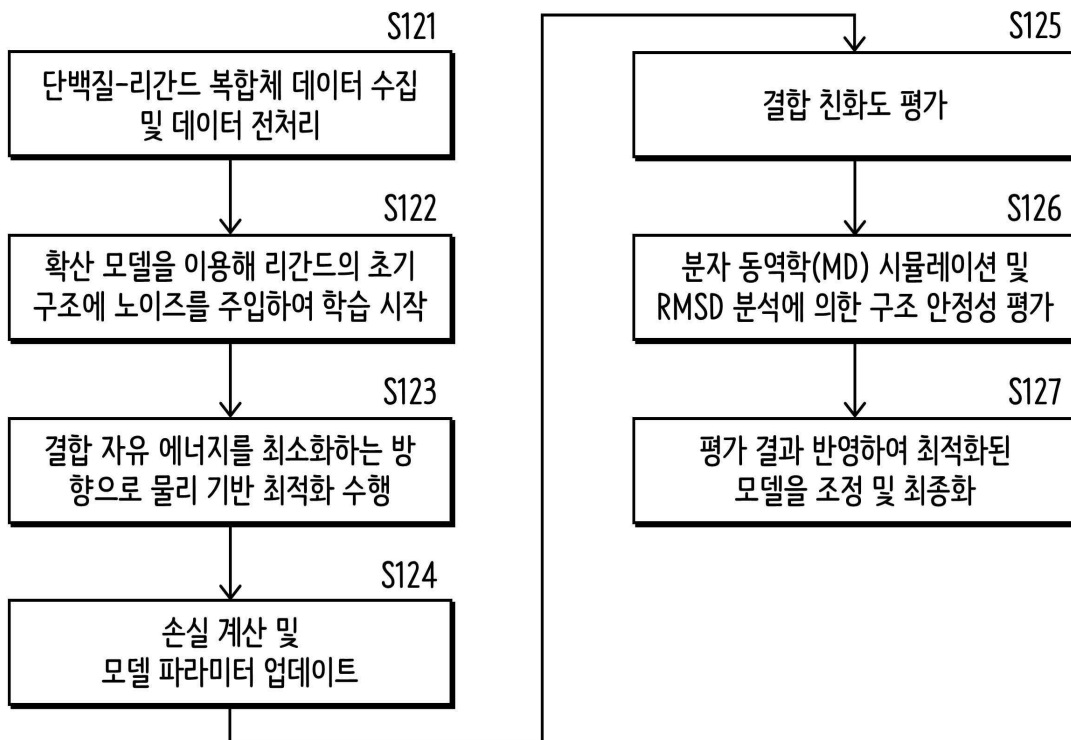 S121
단백질-리간드 복합체 데이터 수집
및 데이터 전처리
S122
확산 모델을 이용해 리간드의 초기
구조에 노이즈를 주입하여 학습 시작
S123
결합 자유 에너지를 최소화하는 방
향으로 물리 기반 최적화 수행
S124
손실 계산 및
모델 파라미터 업데이트
S125
결합 친화도 평가
S126
분자 동역학(MD) 시뮬레이션 및
RMSD 분석에 의한 구조 안정성 평가
S127
평가 결과 반영하여 최적화된
모델을 조정 및 최종화